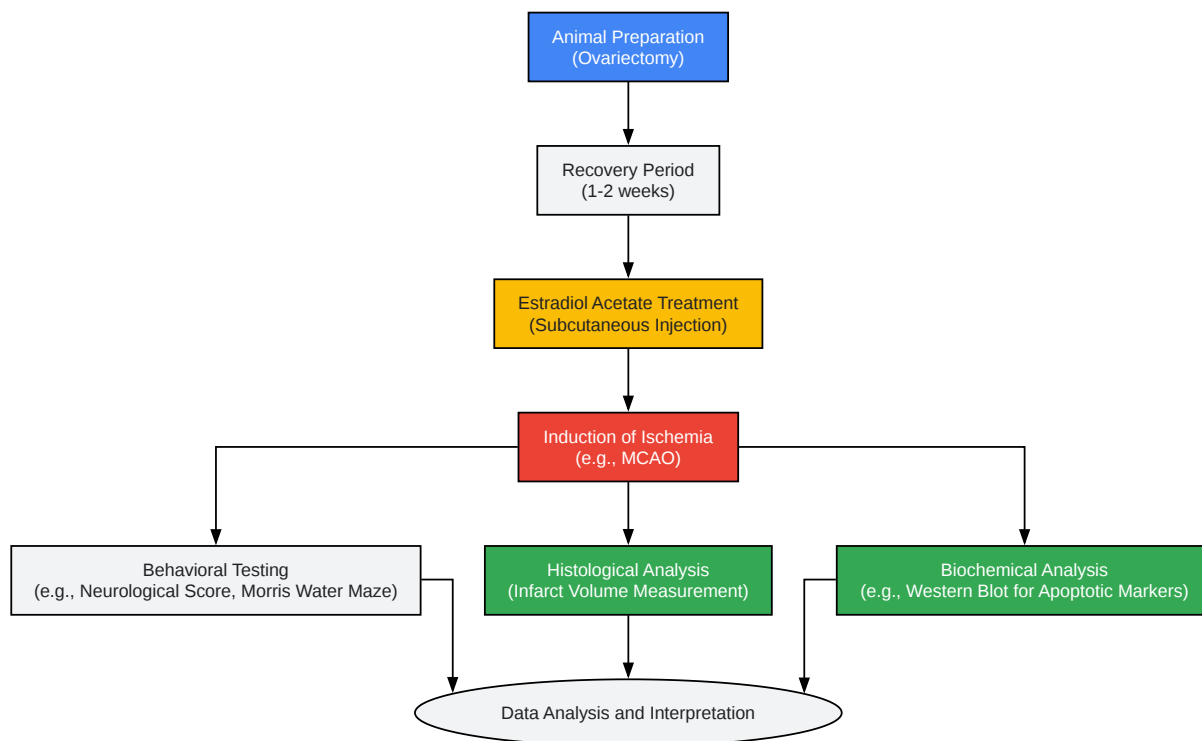 Animal Preparation
(Ovariectomy)
Recovery Period
(1-2 weeks)
Estradiol Acetate Treatment
(Subcutaneous Injection)
Induction of Ischemia
(e.g., MCAO)
Behavioral Testing
(e.g., Neurological Score, Morris Water Maze)
Histological Analysis
(Infarct Volume Measurement)
Biochemical Analysis
(e.g., Western Blot for Apoptotic Markers)
Data Analysis and Interpretation